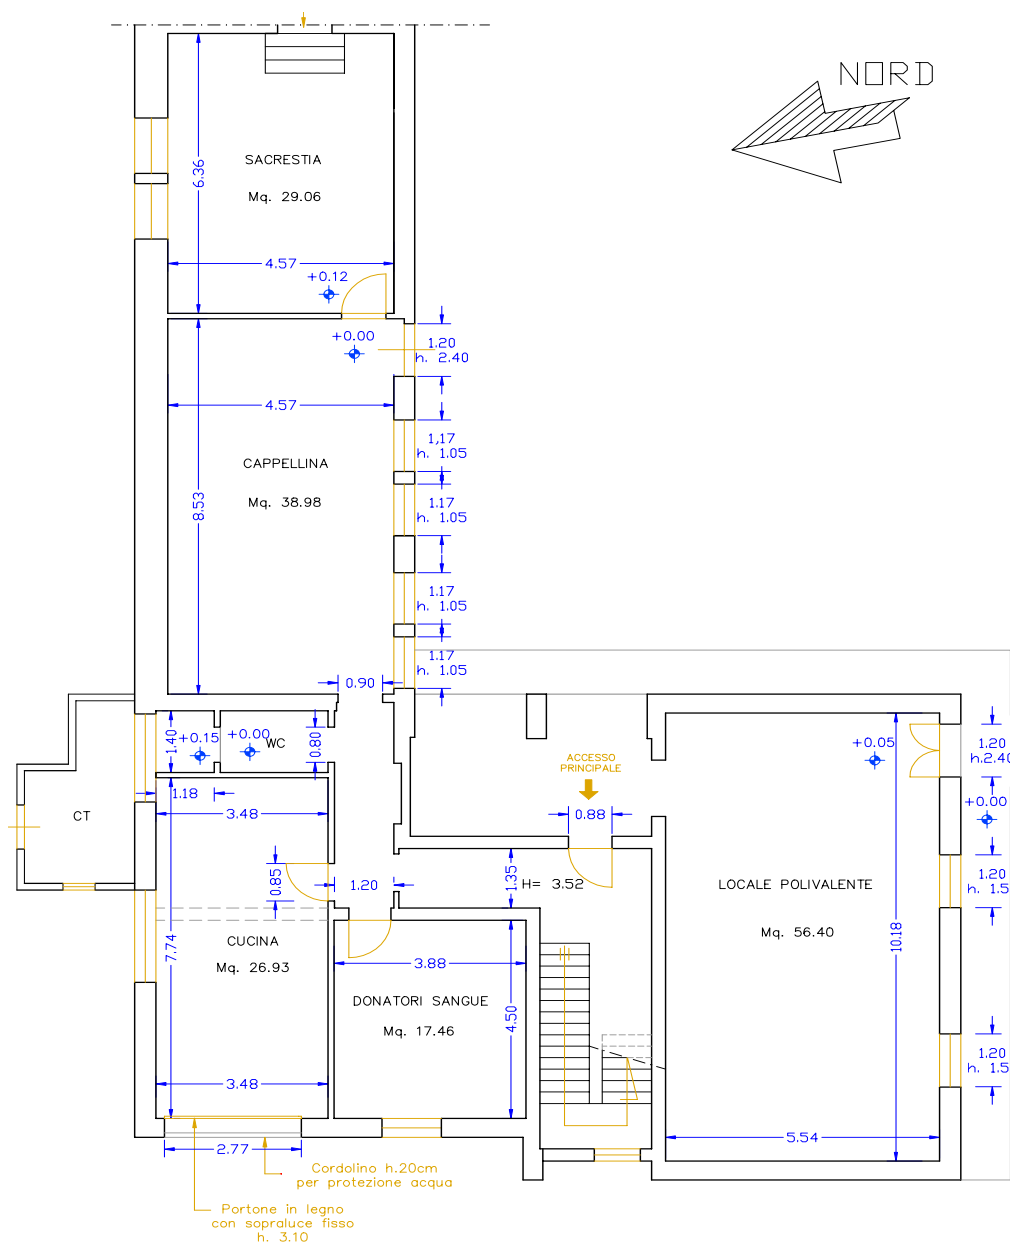 NORD
SACRESTIA
Mq. 29.06
6.36
4.57
+0.12
+0.00
1.20
h. 2.40
4.57
1,17
h. 1.05
CAPPELLINA
Mq. 38.98
8.53
1.17
h. 1.05
1.17
h. 1.05
1.17
h. 1.05
0.90
1.40
+0.15
+0.00
WC
0.80
+0.05
1.20
h.2.40
ACCESSO
PRINCIPALE
+0.00
1.18
3.48
CT
0.88
0.85
1.20
1.35
H= 3.52
LOCALE POLIVALENTE
Mq. 56.40
1.20
h. 1.5
10.18
7.74
CUCINA
Mq. 26.93
3.88
DONATORI SANGUE
Mq. 17.46
4.50
1.20
h. 1.5
3.48
5.54
2.77
Cordolino h.20cm
per protezione acqua
Portone in legno
con sopraluce fisso
h. 3.10